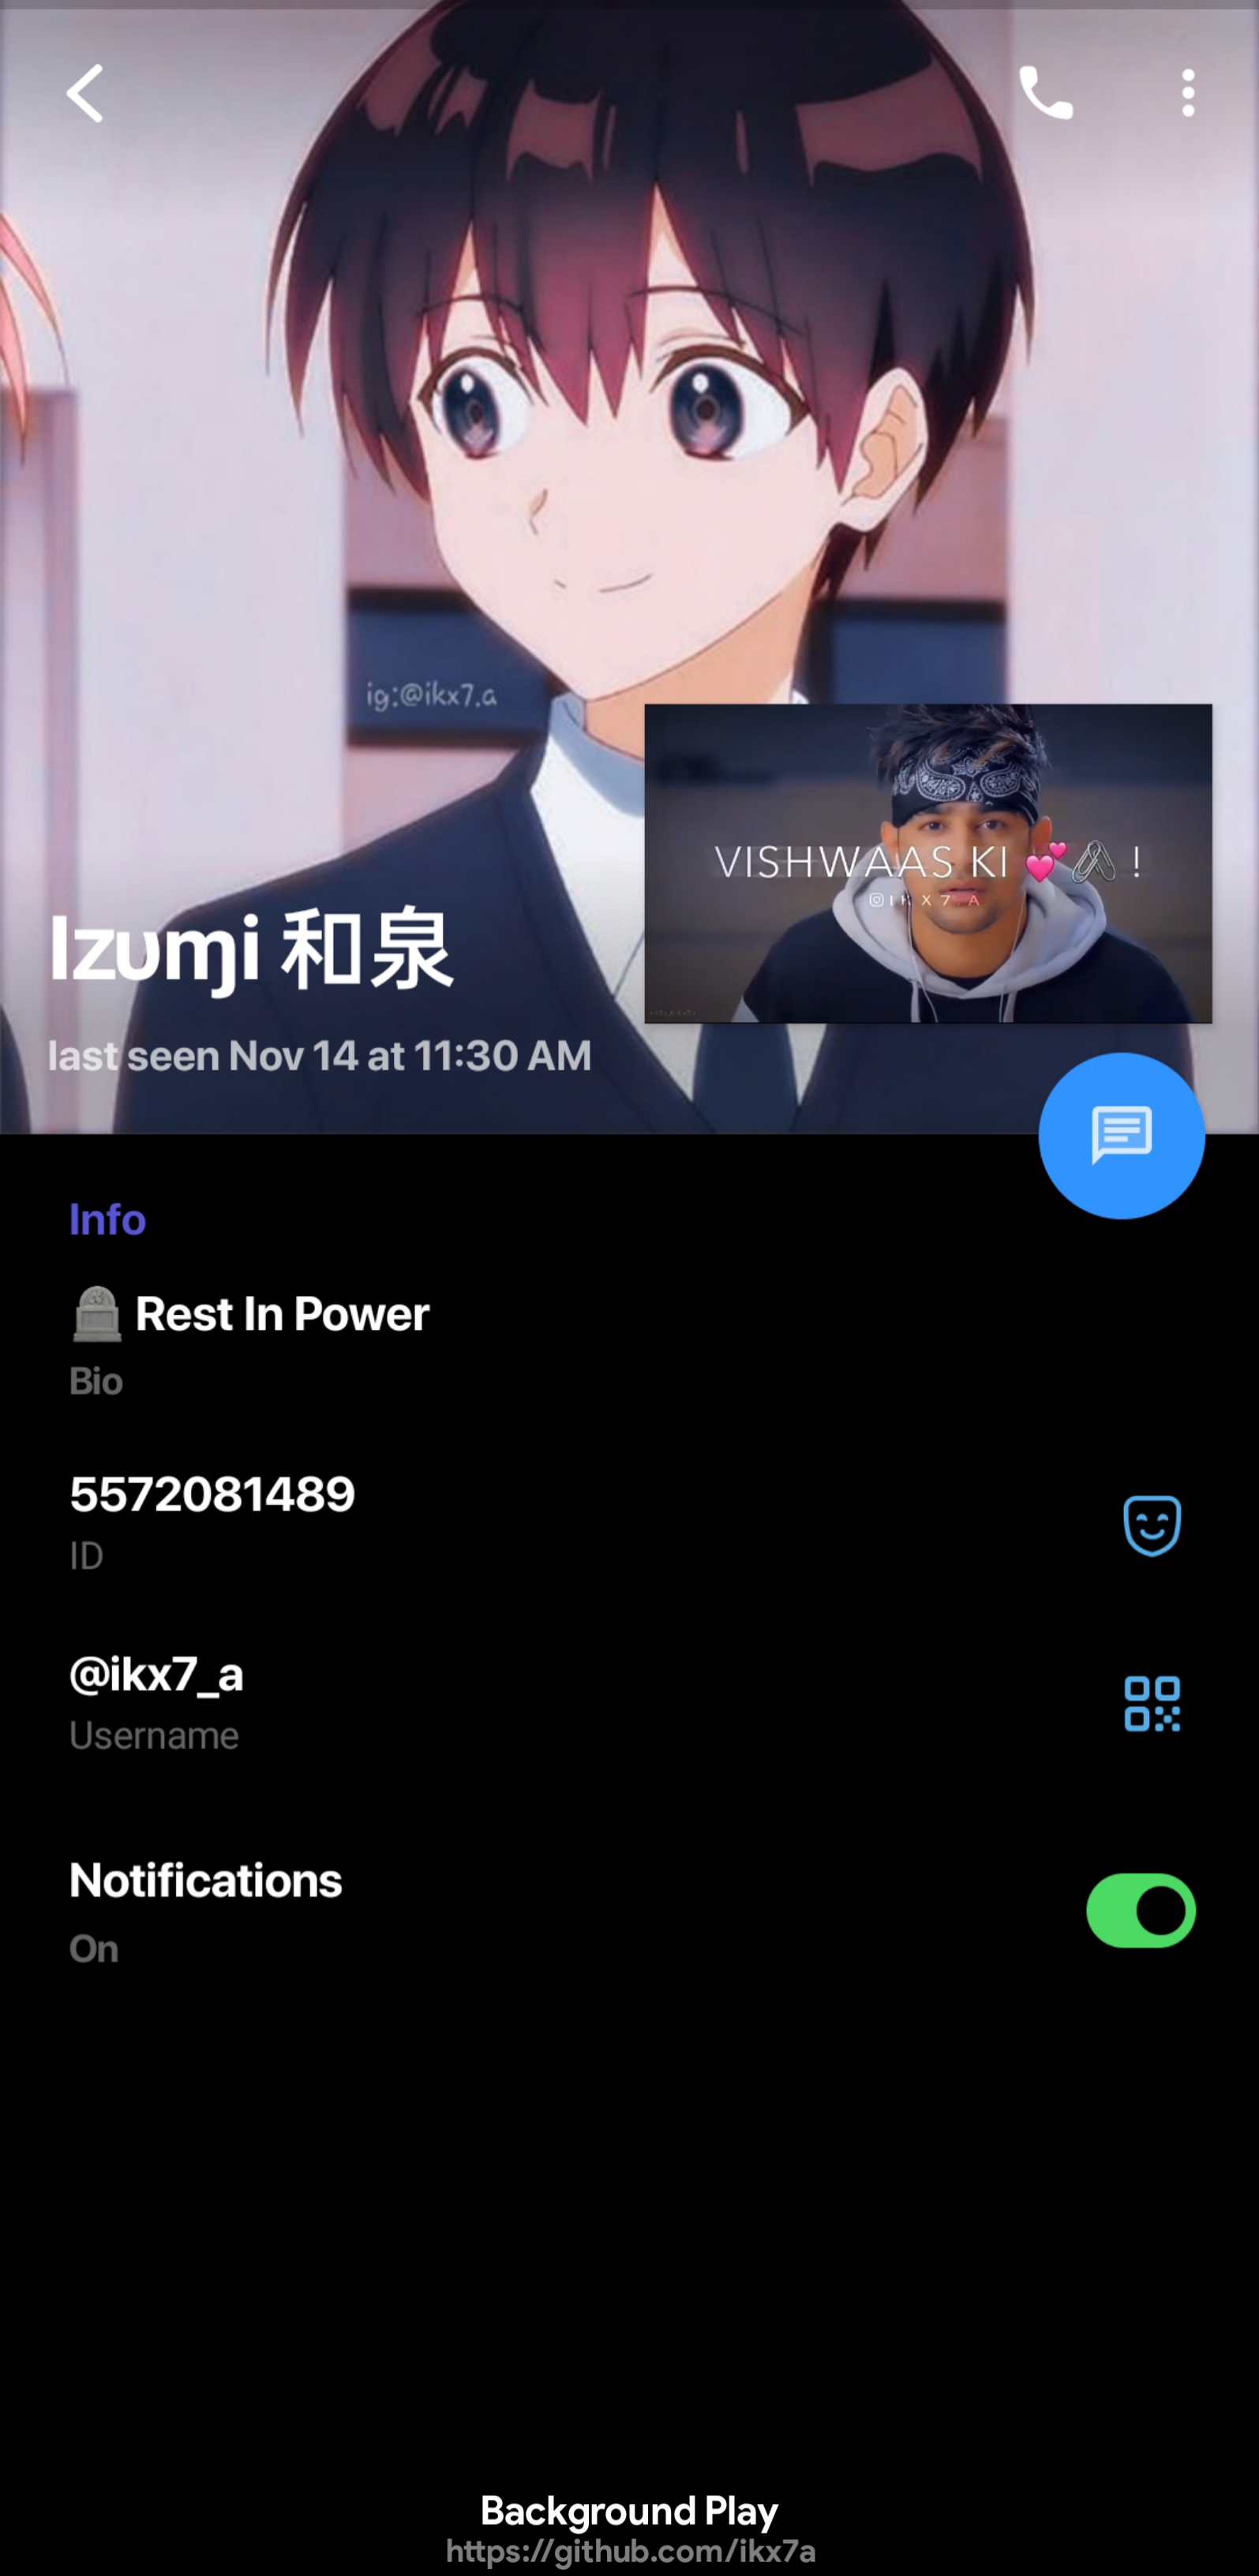 ig:@ikx7.a
VISHWAAS KI 💕🖇️ !
IKX7_A
Izumji 和泉
last seen Nov 14 at 11:30 AM
Info
🪦 Rest In Power
Bio
5572081489
ID
@ikx7_a
Username
Notifications
On
Background Play
https://github.com/ikx7a